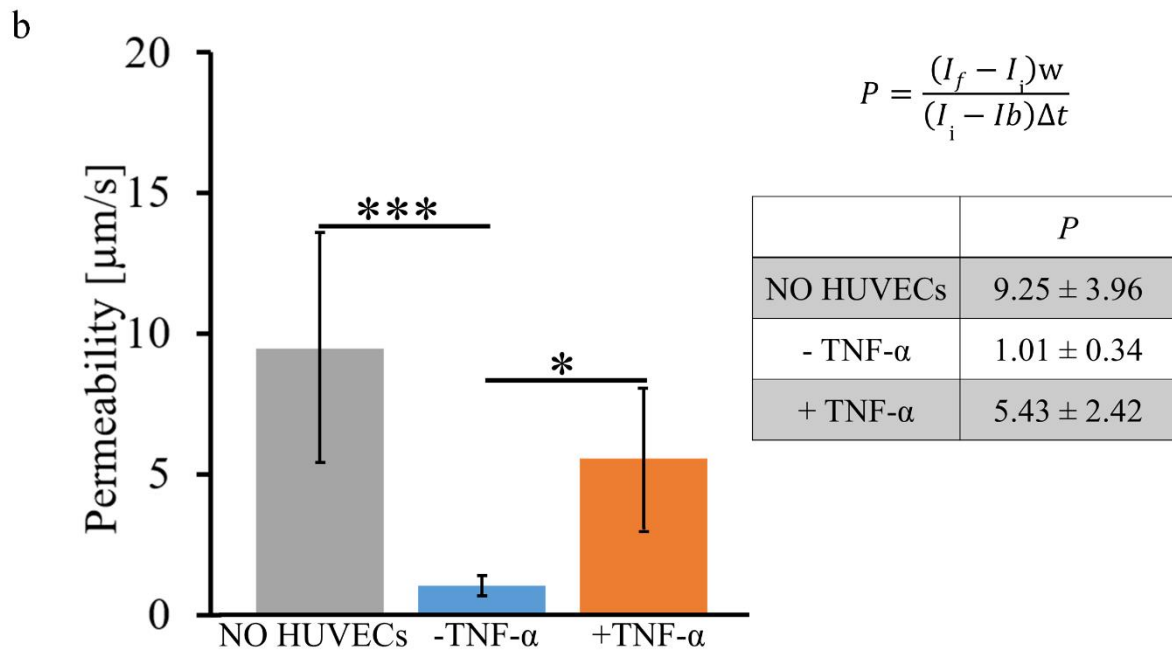 b
20
15
10
5
0
Permeability [µm/s]
***
*
NO HUVECs -TNF-α +TNF-α
P = (I_f − I_i)w / (I_i − Ib)Δt
P
NO HUVECs 9.25 ± 3.96
- TNF-α 1.01 ± 0.34
+ TNF-α 5.43 ± 2.42